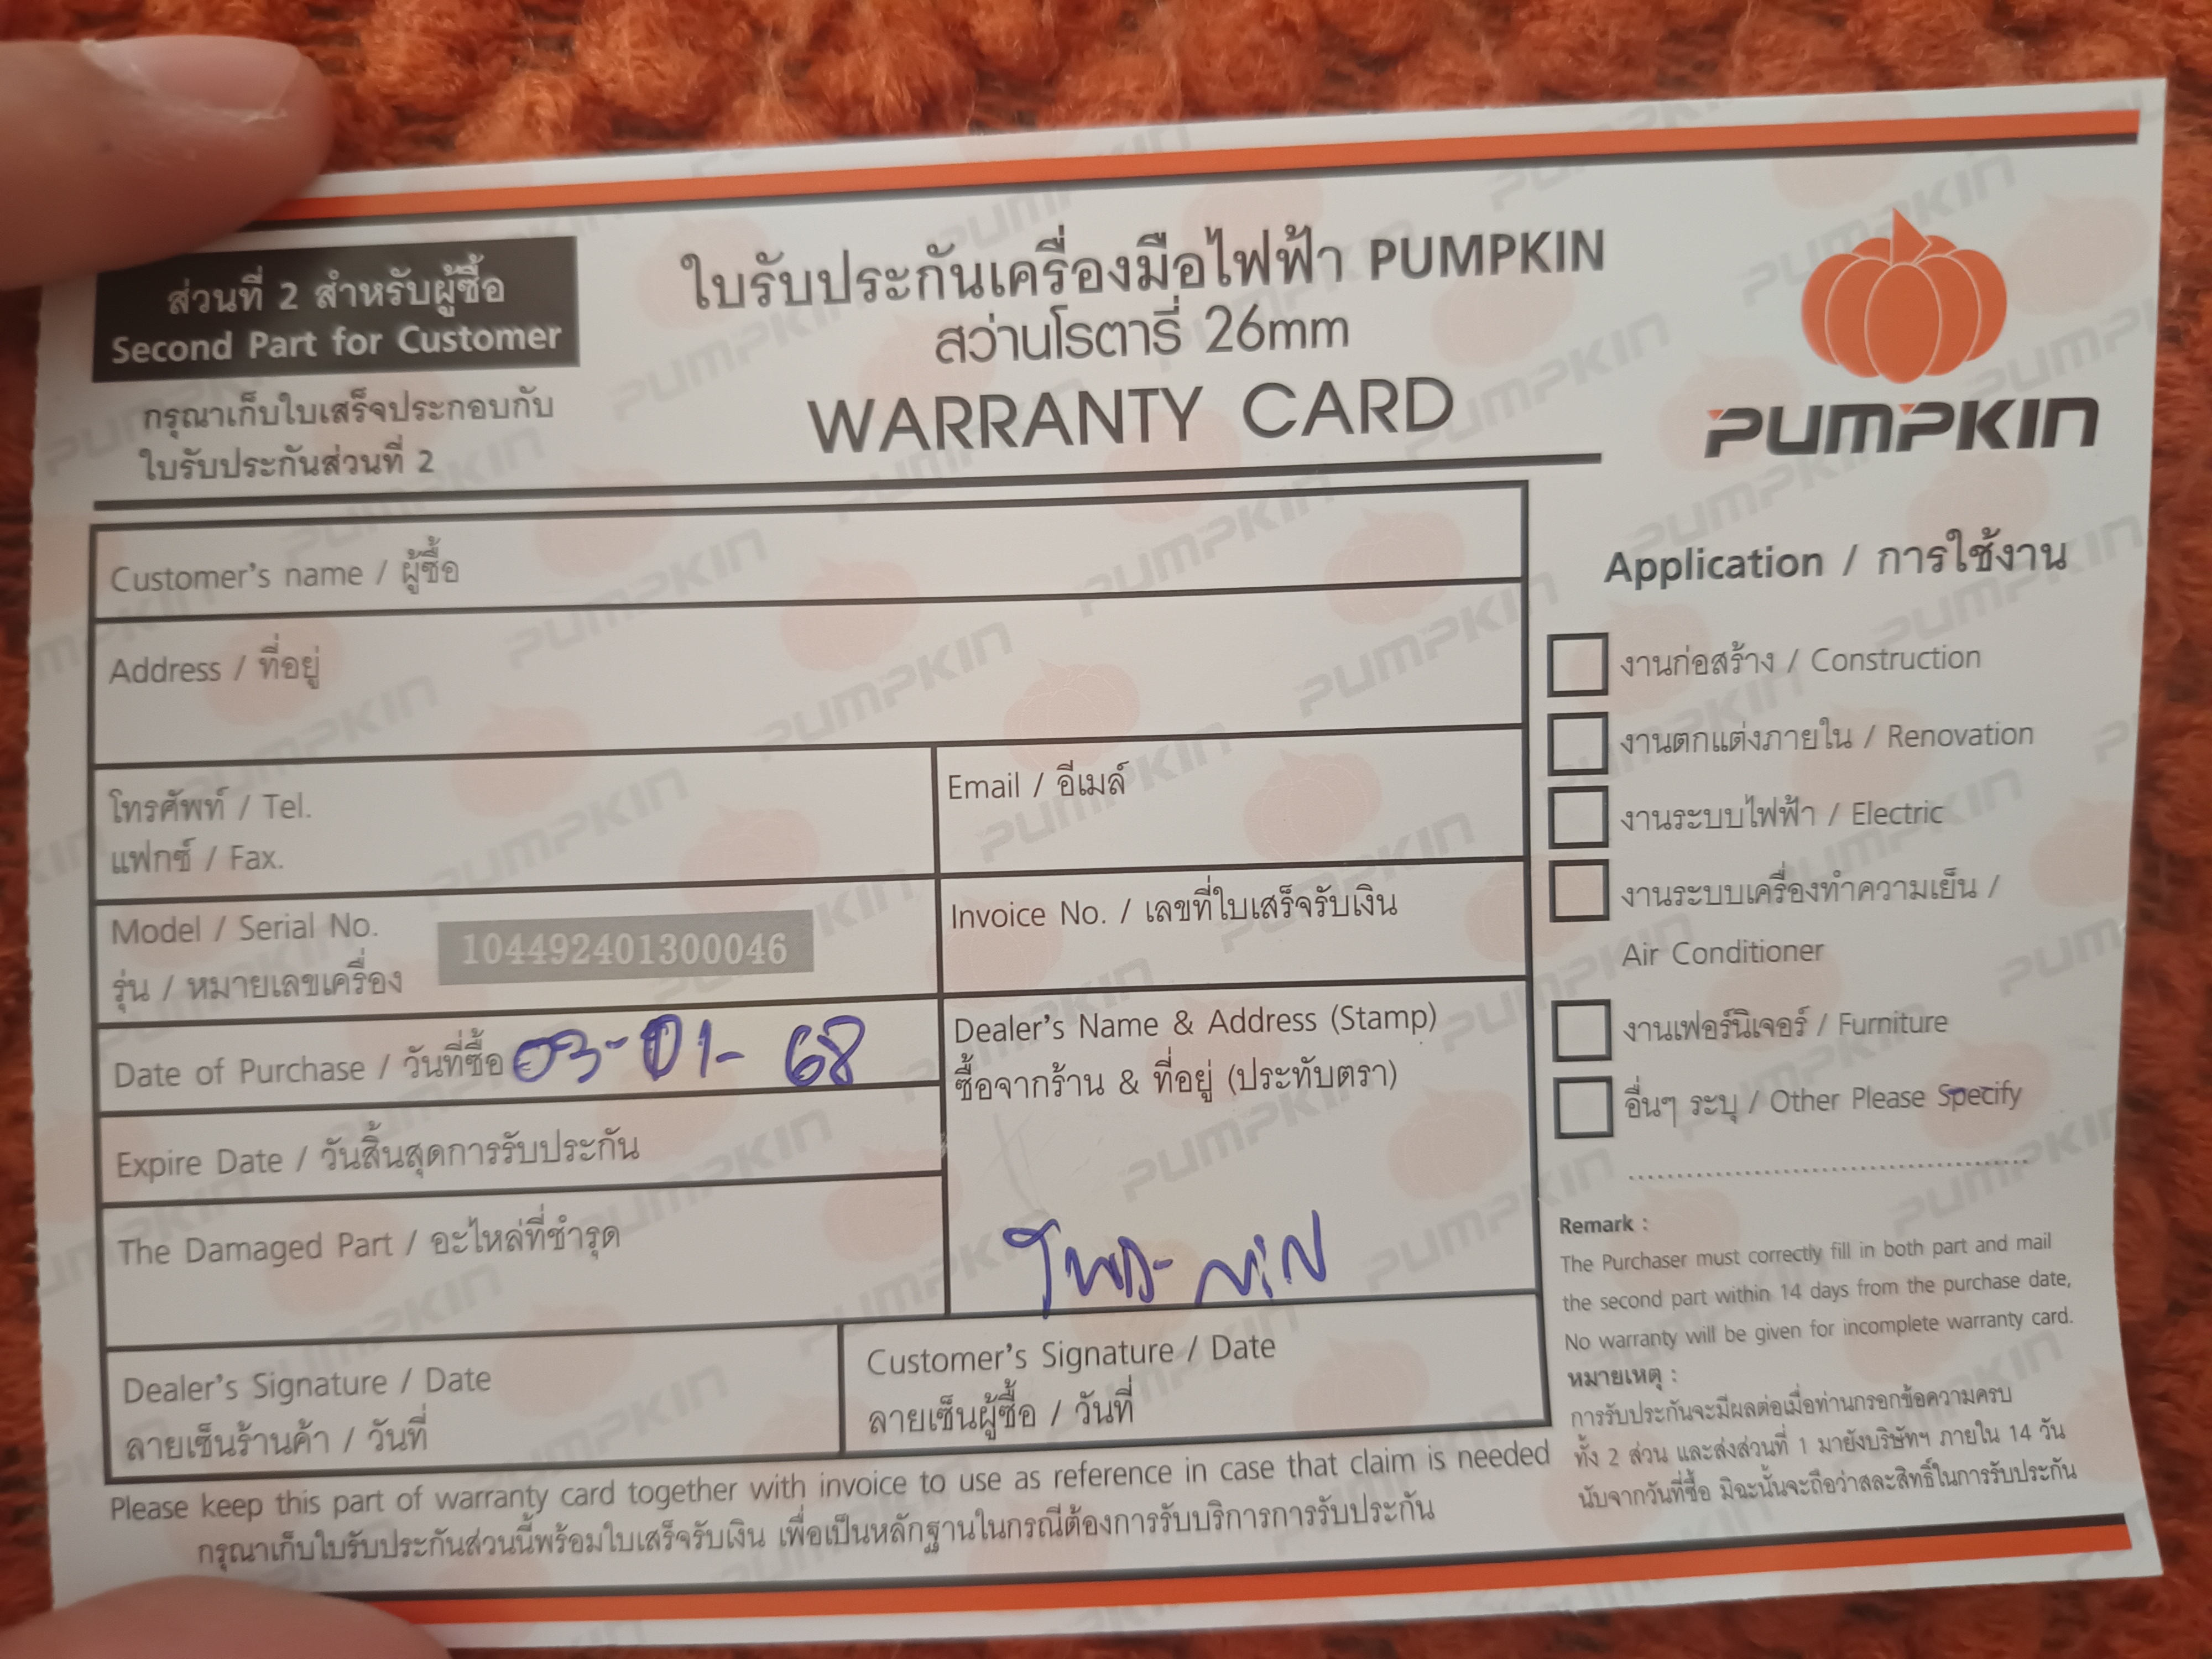 ส่วนที่ 2 สำหรับผู้ซื้อ
Second Part for Customer
กรุณาเก็บใบเสร็จประกอบกับ
ใบรับประกันส่วนที่ 2
ใบรับประกันเครื่องมือไฟฟ้า PUMPKIN
สว่านโรตารี่ 26mm
WARRANTY CARD
PUMPKIN
Customer's name / ผู้ซื้อ
Address / ที่อยู่
โทรศัพท์ / Tel.
แฟกซ์ / Fax.
Email / อีเมล์
Model / Serial No.
รุ่น / หมายเลขเครื่อง
104492401300046
Invoice No. / เลขที่ใบเสร็จรับเงิน
Date of Purchase / วันที่ซื้อ 03-01-68
Expire Date / วันสิ้นสุดการรับประกัน
The Damaged Part / อะไหล่ที่ชำรุด
Dealer's Name & Address (Stamp)
ซื้อจากร้าน & ที่อยู่ (ประทับตรา)
Dealer's Signature / Date
ลายเซ็นร้านค้า / วันที่
Customer's Signature / Date
ลายเซ็นผู้ซื้อ / วันที่
Please keep this part of warranty card together with invoice to use as reference in case that claim is needed
กรุณาเก็บใบรับประกันส่วนนี้พร้อมใบเสร็จรับเงิน เพื่อเป็นหลักฐานในกรณีต้องการรับบริการการรับประกัน
Application / การใช้งาน
งานก่อสร้าง / Construction
งานตกแต่งภายใน / Renovation
งานระบบไฟฟ้า / Electric
งานระบบเครื่องทำความเย็น /
Air Conditioner
งานเฟอร์นิเจอร์ / Furniture
อื่นๆ ระบุ / Other Please Specify
Remark :
The Purchaser must correctly fill in both part and mail
the second part within 14 days from the purchase date,
No warranty will be given for incomplete warranty card.
หมายเหตุ :
การรับประกันจะมีผลต่อเมื่อท่านกรอกข้อความครบ
ทั้ง 2 ส่วน และส่งส่วนที่ 1 มายังบริษัทฯ ภายใน 14 วัน
นับจากวันที่ซื้อ มิฉะนั้นจะถือว่าสละสิทธิ์ในการรับประกัน